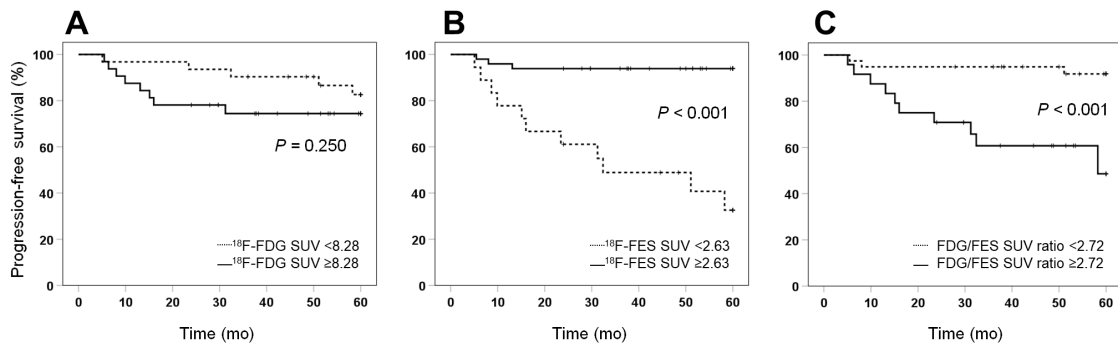 A
Progression-free survival (%)
100
80
60
40
20
0
P = 0.250
¹⁸F-FDG SUV <8.28
¹⁸F-FDG SUV ≥8.28
0 10 20 30 40 50 60
Time (mo)
B
100
80
60
40
20
0
P < 0.001
¹⁸F-FES SUV <2.63
¹⁸F-FES SUV ≥2.63
0 10 20 30 40 50 60
Time (mo)
C
100
80
60
40
20
0
P < 0.001
FDG/FES SUV ratio <2.72
FDG/FES SUV ratio ≥2.72
0 10 20 30 40 50 60
Time (mo)